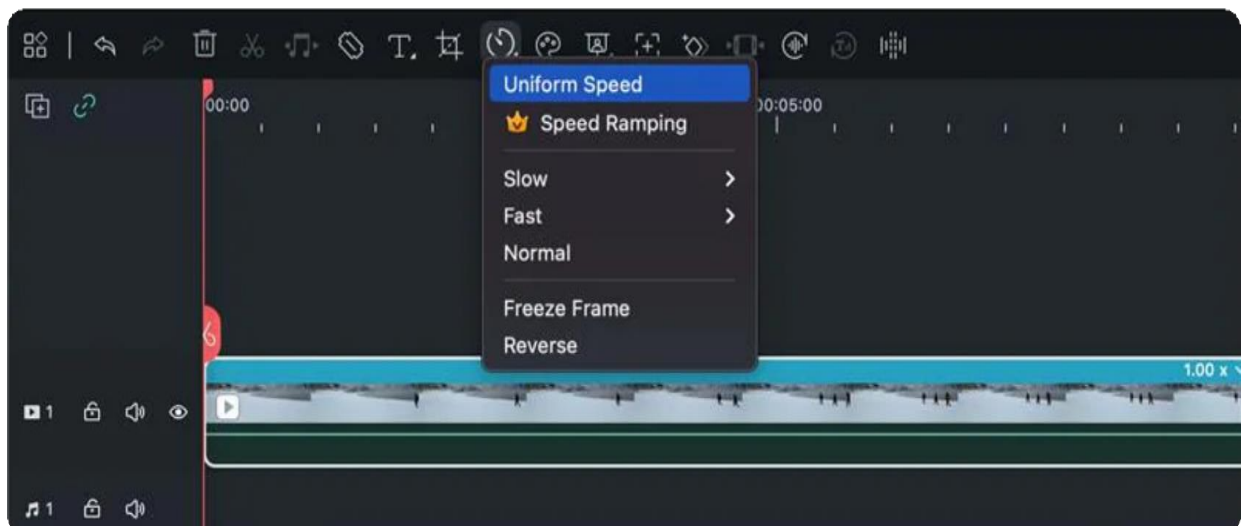 00:00
00:05:00
Uniform Speed
Speed Ramping
Slow
Fast
Normal
Freeze Frame
Reverse
1.00 x
1
1